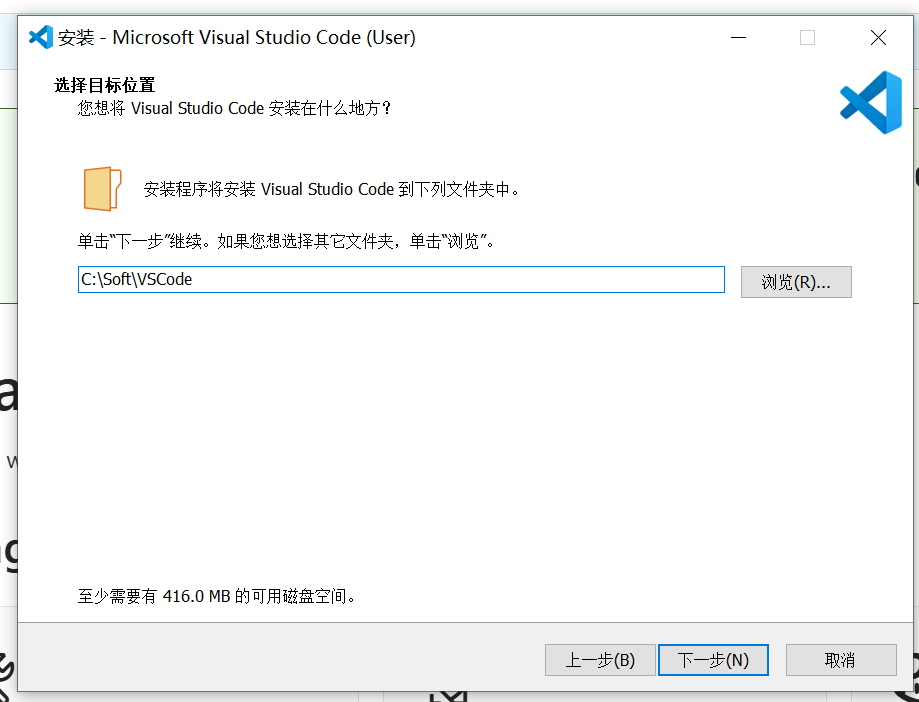 安装 - Microsoft Visual Studio Code (User)
选择目标位置
您想将 Visual Studio Code 安装在什么地方？
安装程序将安装 Visual Studio Code 到下列文件夹中。
单击“下一步”继续。如果您想选择其它文件夹，单击“浏览”。
C:\Soft\VSCode
浏览(R)...
至少需要有 416.0 MB 的可用磁盘空间。
上一步(B)
下一步(N)
取消